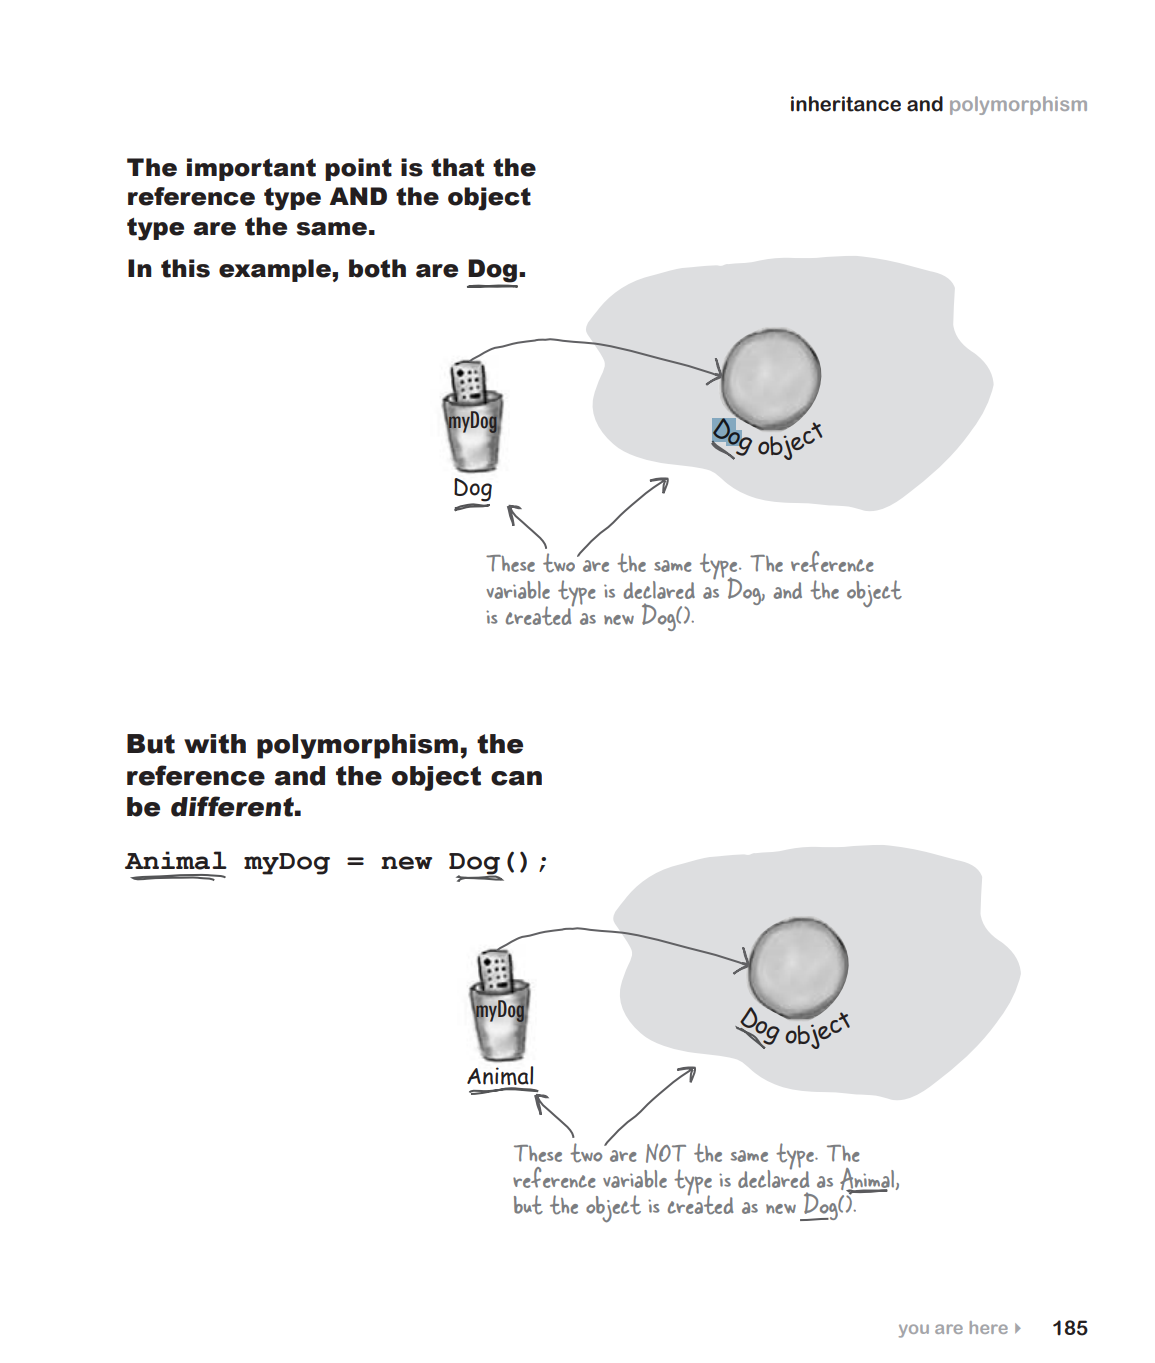 inheritance and polymorphism
The important point is that the
reference type AND the object
type are the same.
In this example, both are Dog.
myDog
Dog object
Dog
These two are the same type. The reference
variable type is declared as Dog, and the object
is created as new Dog().
But with polymorphism, the
reference and the object can
be different.
Animal myDog = new Dog();
myDog
Dog object
Animal
These two are NOT the same type. The
reference variable type is declared as Animal,
but the object is created as new Dog().
you are here 185